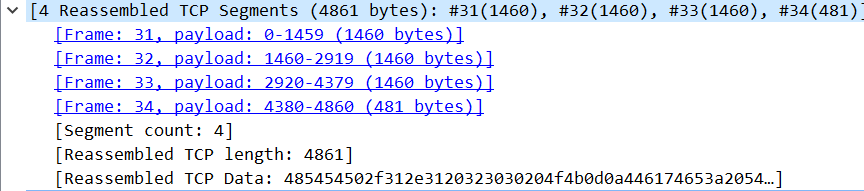 [4 Reassembled TCP Segments (4861 bytes): #31(1460), #32(1460), #33(1460), #34(481)]
[Frame: 31, payload: 0-1459 (1460 bytes)]
[Frame: 32, payload: 1460-2919 (1460 bytes)]
[Frame: 33, payload: 2920-4379 (1460 bytes)]
[Frame: 34, payload: 4380-4860 (481 bytes)]
[Segment count: 4]
[Reassembled TCP length: 4861]
[Reassembled TCP Data: 485454502f312e3120323030204f4b0d0a446174653a2054…]